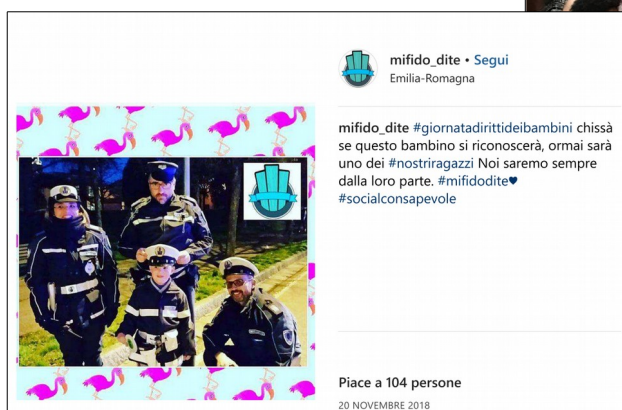 mifido_dite • Segui
Emilia-Romagna
mifido_dite #giornatadirittideibambini chissà
se questo bambino si riconoscerà, ormai sarà
uno dei #nostriragazzi Noi saremo sempre
dalla loro parte. #mifidodite♥
#socialconsapevole
Piace a 104 persone
20 NOVEMBRE 2018